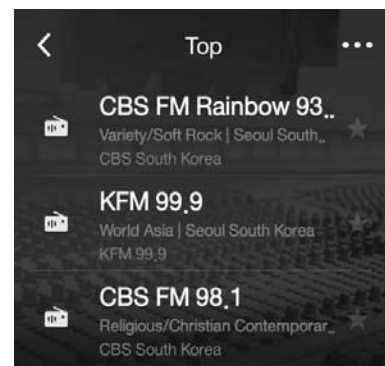 Top
CBS FM Rainbow 93..
Variety/Soft Rock | Seoul South..
CBS South Korea
KFM 99.9
World Asia | Seoul South Korea
KFM 99.9
CBS FM 98.1
Religious/Christian Contemporar..
CBS South Korea